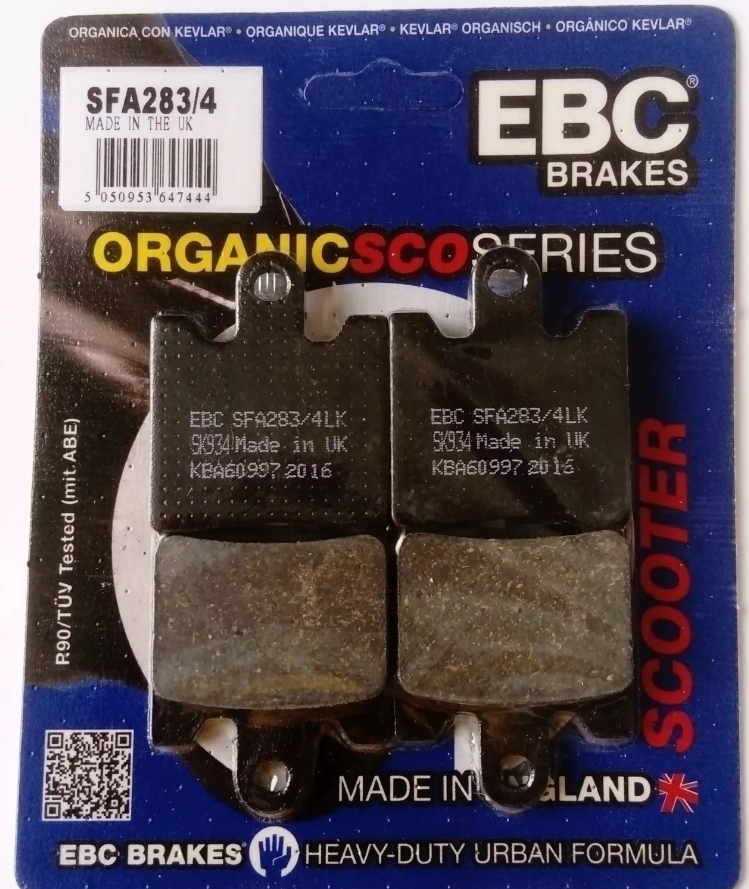 ORGANICA CON KEVLAR® • ORGANIQUE KEVLAR® • KEVLAR® ORGANISCH • ORGÂNICO KEVLAR®
SFA283/4
MADE IN THE UK
5 050953 647444
EBC®
BRAKES
ORGANICSCOSERIES
EBC SFA283/4LK
SK934 Made in UK
KBA60997 2016
EBC SFA283/4LK
SK934 Made in UK
KBA60997 2016
R90/TÜV Tested (mit ABE)
SCOOTER
MADE IN ENGLAND
EBC BRAKES® HEAVY-DUTY URBAN FORMULA